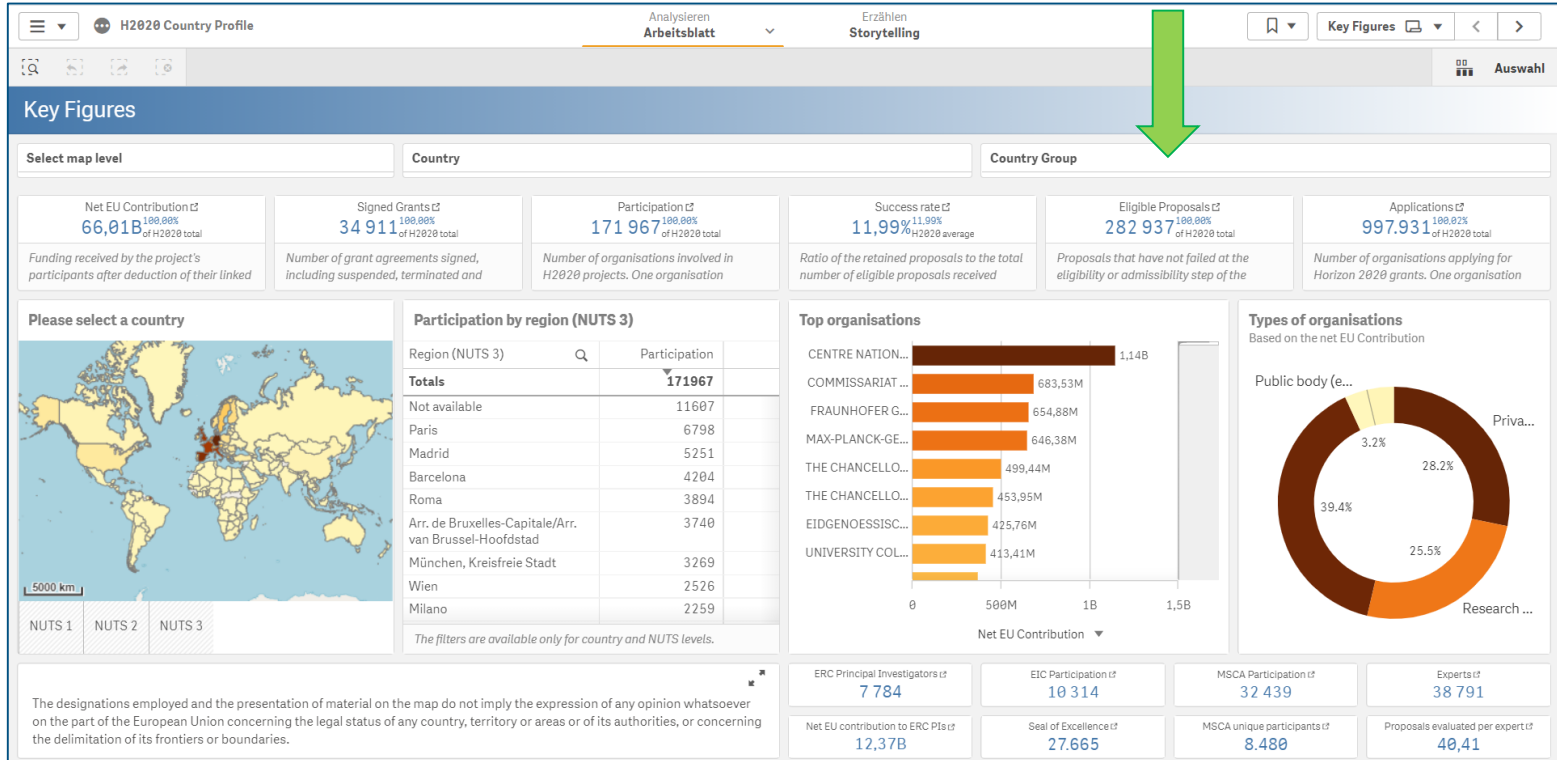 H2020 Country Profile
Analysieren
Arbeitsblatt
Erzählen
Storytelling
Key Figures
Auswahl
Key Figures
Select map level
Country
Country Group
Net EU Contribution
66,01B 100,00% of H2020 total
Funding received by the project's
participants after deduction of their linked
Signed Grants
34 911 100,00% of H2020 total
Number of grant agreements signed,
including suspended, terminated and
Participation
171 967 100,00% of H2020 total
Number of organisations involved in
H2020 projects. One organisation
Success rate
11,99% 11,99% H2020 average
Ratio of the retained proposals to the total
number of eligible proposals received
Eligible Proposals
282 937 100,00% of H2020 total
Proposals that have not failed at the
eligibility or admissibility step of the
Applications
997.931 100,02% of H2020 total
Number of organisations applying for
Horizon 2020 grants. One organisation
Please select a country
5000 km
NUTS 1 NUTS 2 NUTS 3
Participation by region (NUTS 3)
Region (NUTS 3) Participation
Totals 171967
Not available 11607
Paris 6798
Madrid 5251
Barcelona 4204
Roma 3894
Arr. de Bruxelles-Capitale/Arr. 3740
van Brussel-Hoofdstad
München, Kreisfreie Stadt 3269
Wien 2526
Milano 2259
The filters are available only for country and NUTS levels.
Top organisations
CENTRE NATION... 1,14B
COMMISSARIAT ... 683,53M
FRAUNHOFER G... 654,88M
MAX-PLANCK-GE... 646,38M
THE CHANCELLO... 499,44M
THE CHANCELLO... 453,95M
EIDGENOESSISC... 425,76M
UNIVERSITY COL... 413,41M
0 500M 1B 1,5B
Net EU Contribution
Types of organisations
Based on the net EU Contribution
Public body (e...
Priva...
3.2%
28.2%
39.4%
25.5%
Research ...
The designations employed and the presentation of material on the map do not imply the expression of any opinion whatsoever
on the part of the European Union concerning the legal status of any country, territory or areas or of its authorities, or concerning
the delimitation of its frontiers or boundaries.
ERC Principal Investigators
7 784
EIC Participation
10 314
MSCA Participation
32 439
Experts
38 791
Net EU contribution to ERC PIs
12,37B
Seal of Excellence
27.665
MSCA unique participants
8.480
Proposals evaluated per expert
40,41